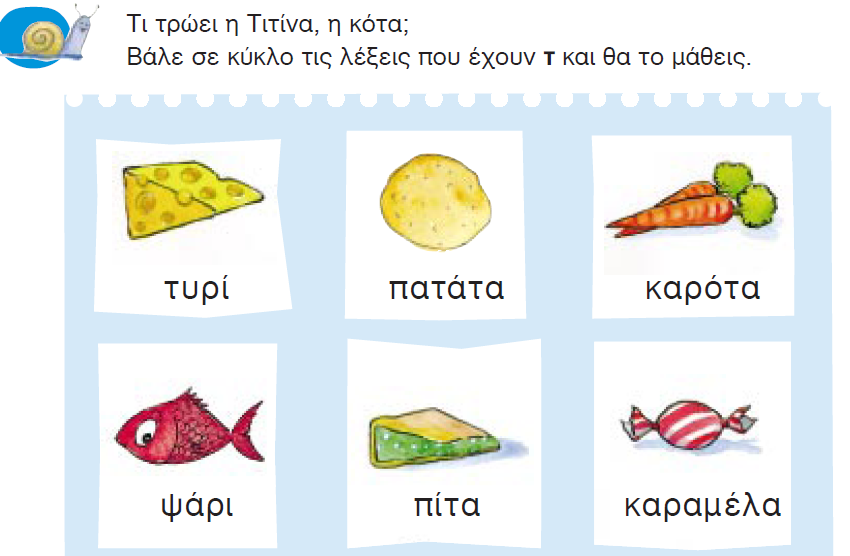 Τι τρώει η Τιτίνα, η κότα;
Βάλε σε κύκλο τις λέξεις που έχουν τ και θα το μάθεις.
τυρί
πατάτα
καρότα
ψάρι
πίτα
καραμέλα